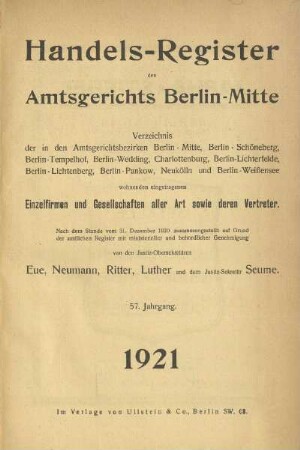 Handels-Register
des
Amtsgerichts Berlin-Mitte
Verzeichnis
der in den Amtsgerichtsbezirken Berlin-Mitte, Berlin-Schöneberg,
Berlin-Tempelhof, Berlin-Wedding, Charlottenburg, Berlin-Lichterfelde,
Berlin-Lichtenberg, Berlin-Pankow, Neukölln und Berlin-Weißensee
wohnenden eingetragenen
Einzelfirmen und Gesellschaften aller Art sowie deren Vertreter.
Nach dem Stande vom 31. Dezember 1920 zusammengestellt auf Grund
der amtlichen Register mit ministerieller und behördlicher Genehmigung
von den Justiz-Obersekretären
Eue, Neumann, Ritter, Luther und dem Justiz-Sekretär Seume.
57. Jahrgang.
1921
Im Verlage von Ullstein & Co., Berlin SW. 68.